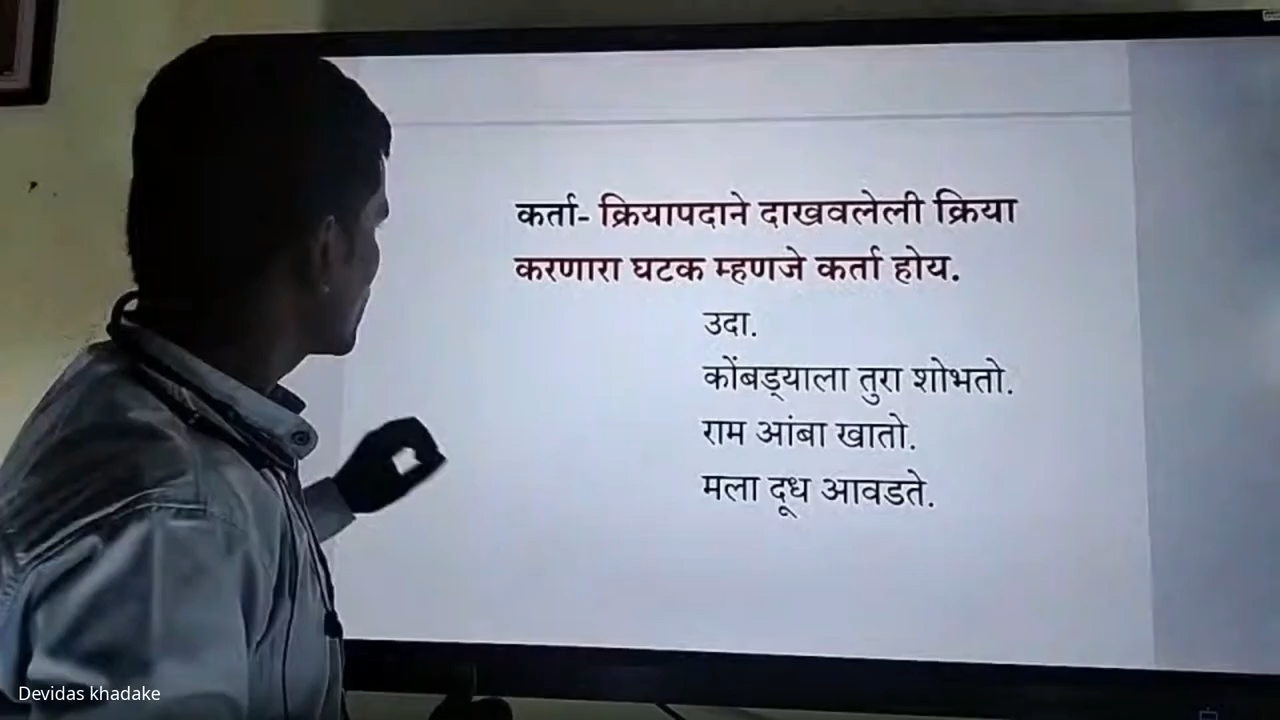 कर्ता- क्रियापदाने दाखवलेली क्रिया
करणारा घटक म्हणजे कर्ता होय.
उदा.
कोंबड्याला तुरा शोभतो.
राम आंबा खातो.
मला दूध आवडते.
Devidas khadake